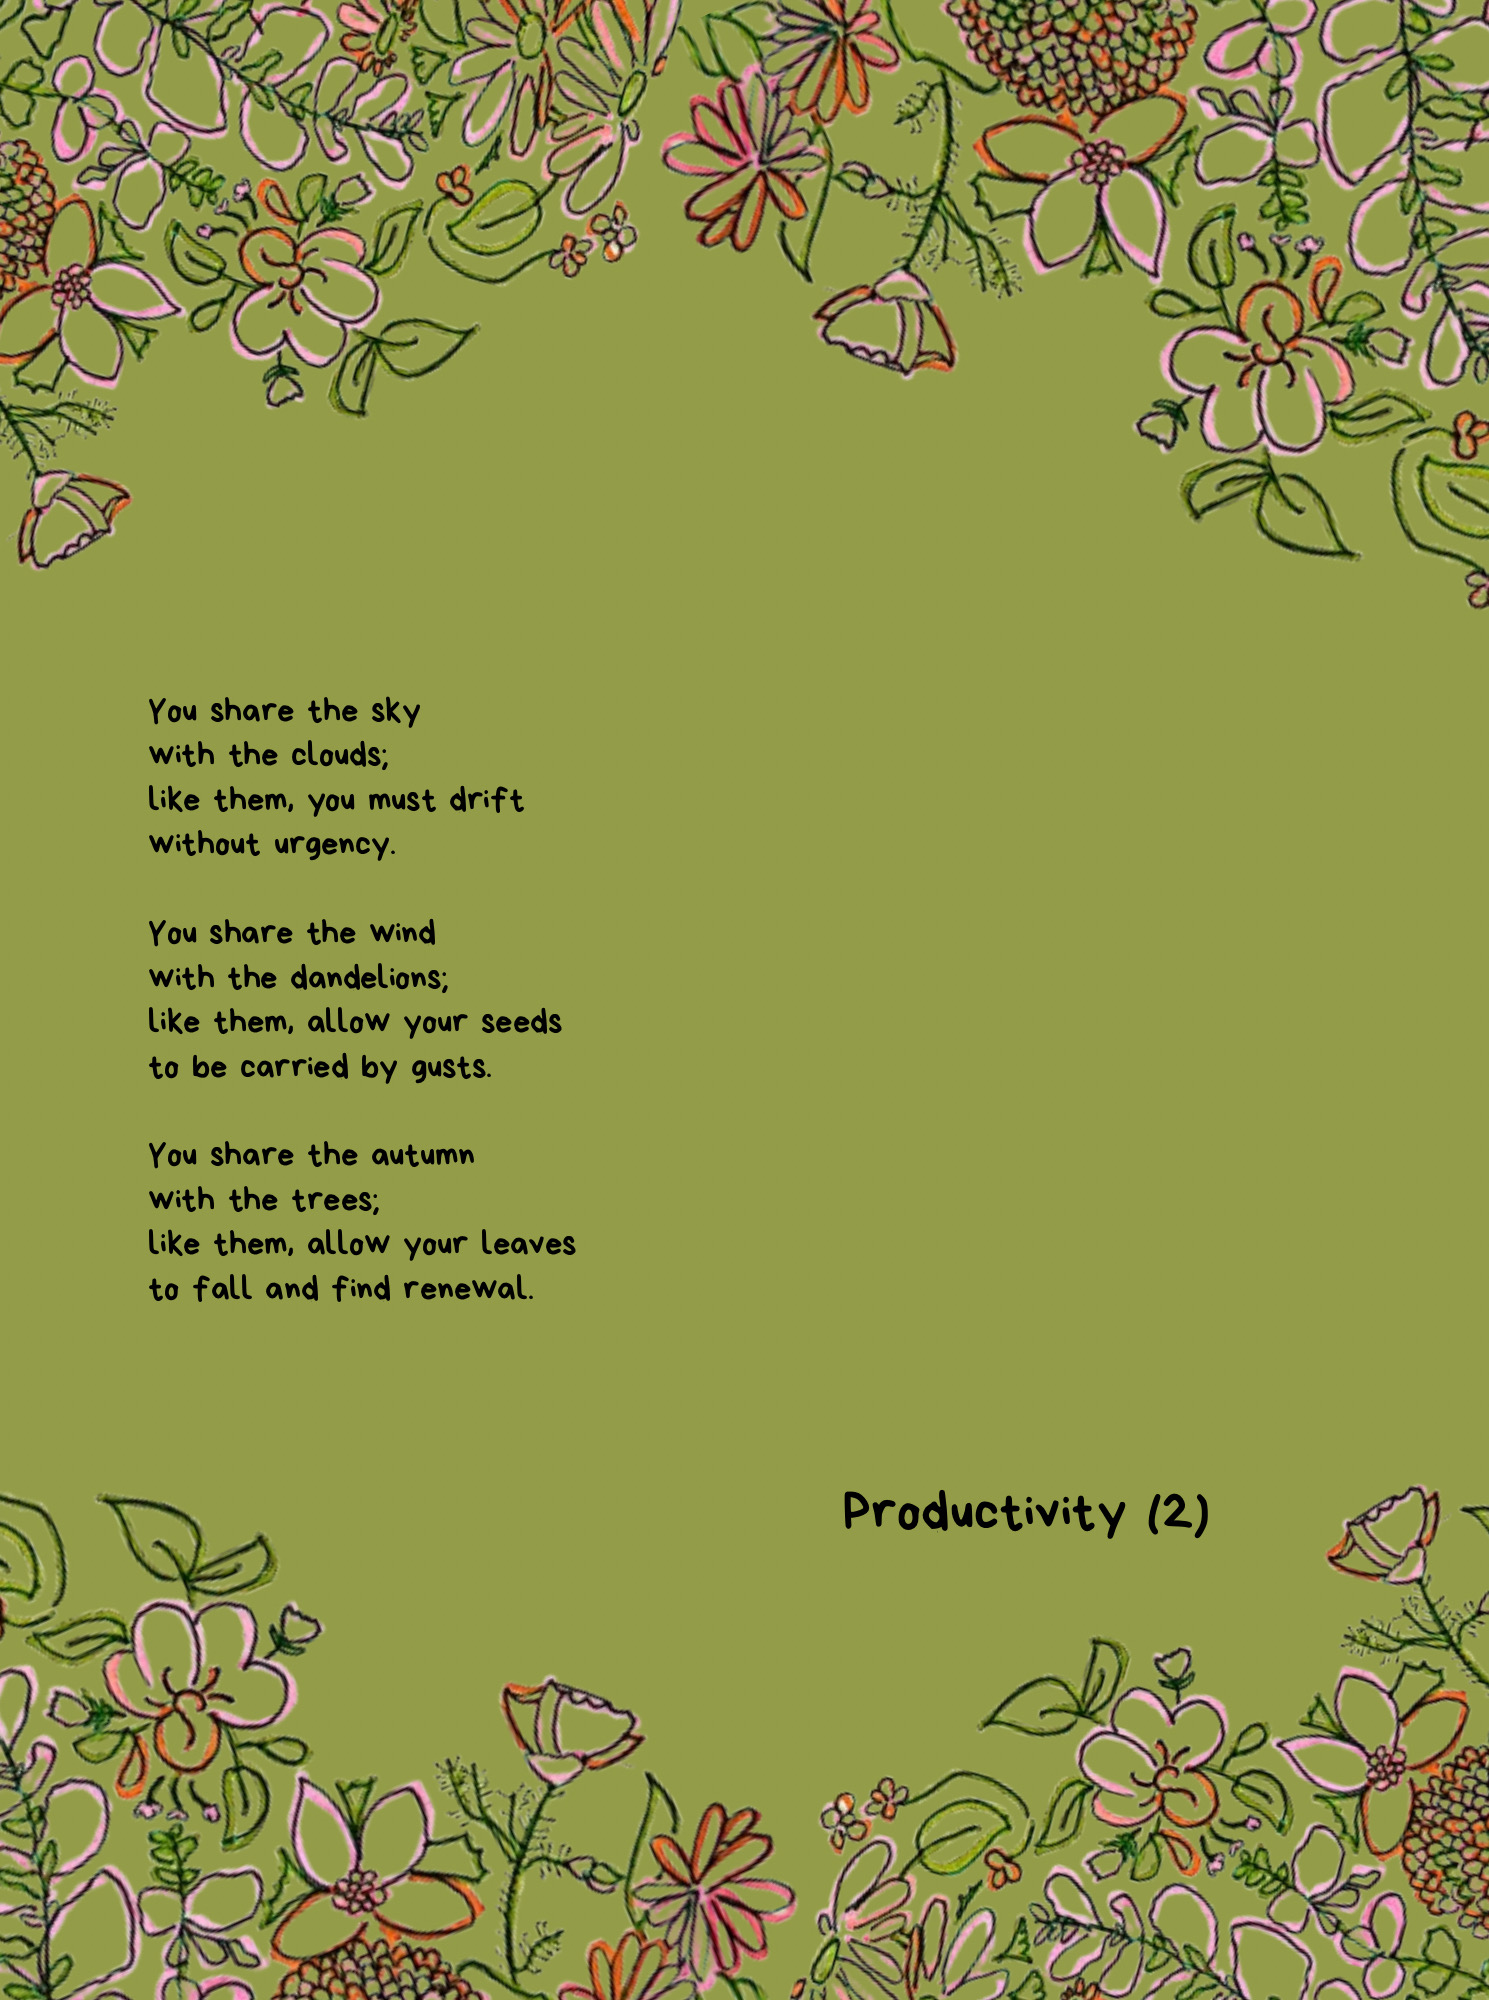 You share the sky
with the clouds;
like them, you must drift
without urgency.

You share the wind
with the dandelions;
like them, allow your seeds
to be carried by gusts.

You share the autumn
with the trees;
like them, allow your leaves
to fall and find renewal.

Productivity (2)